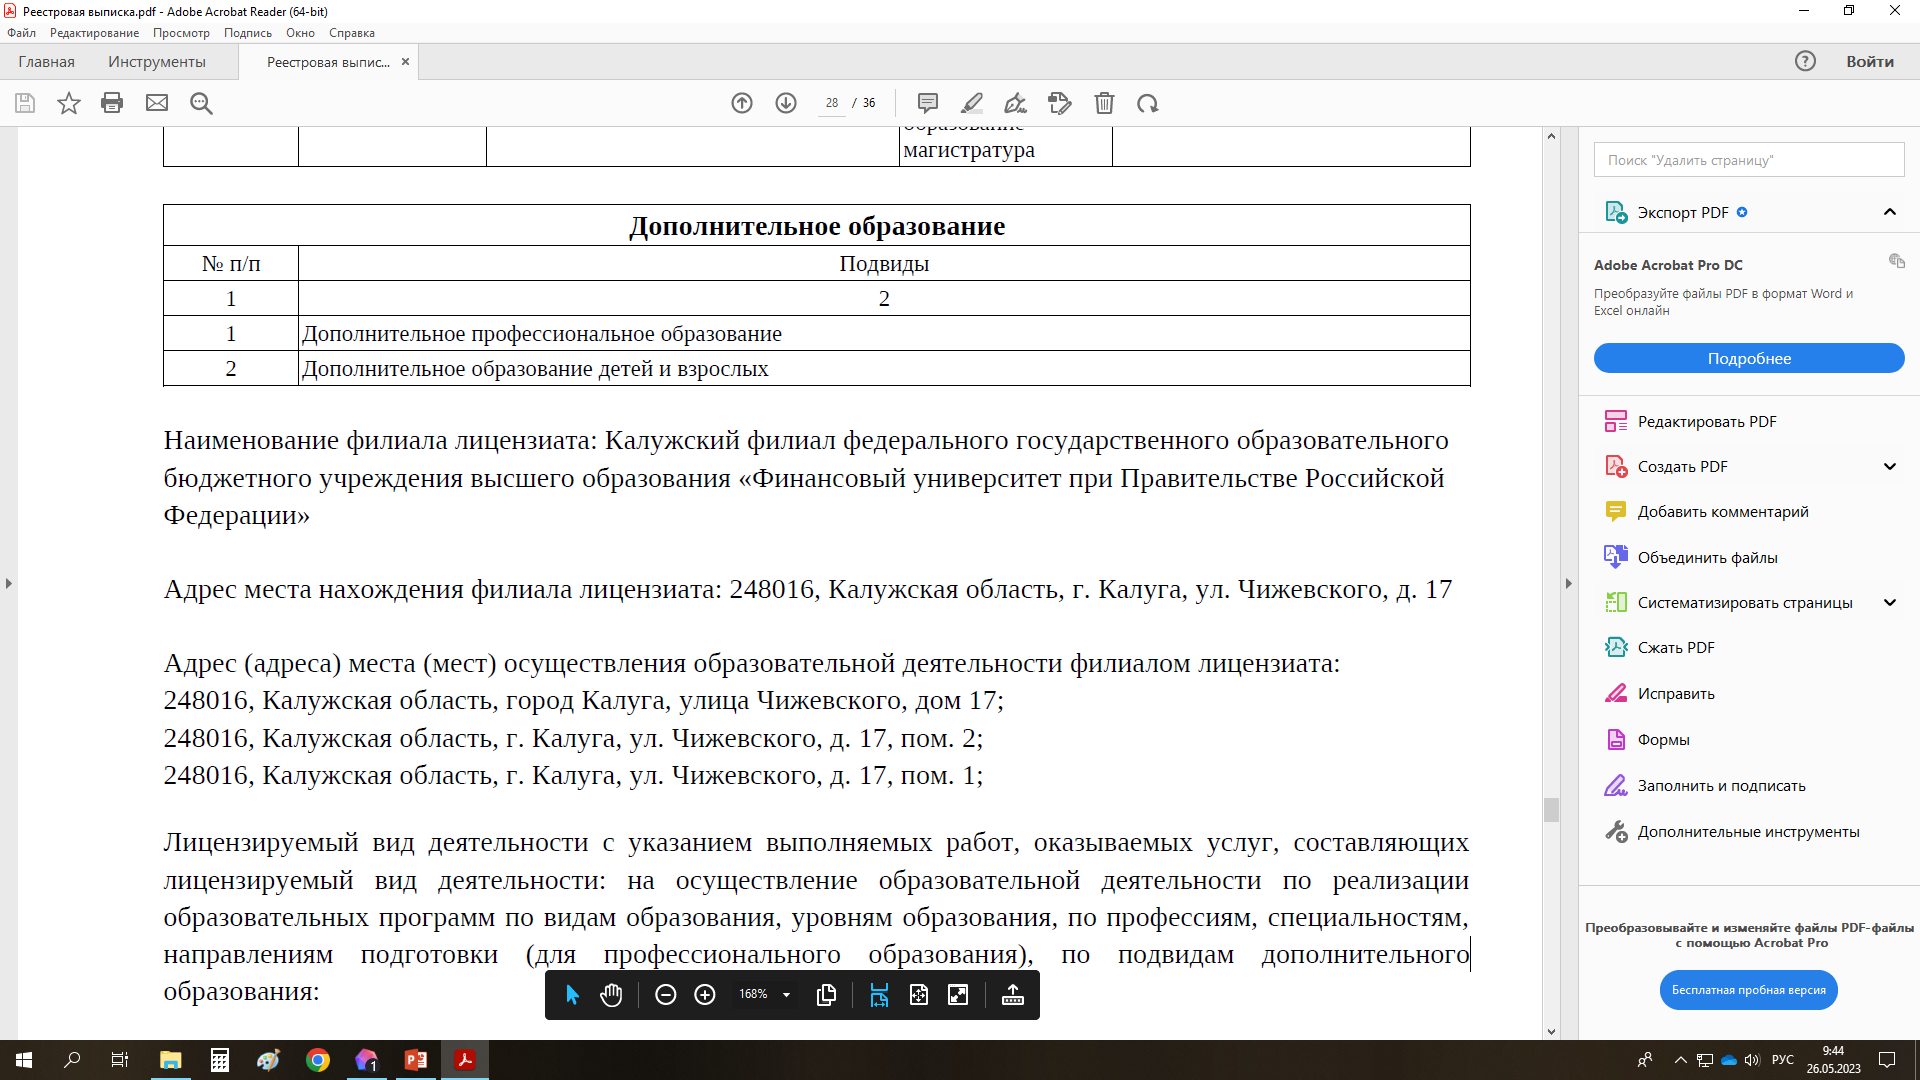 Реестровая выписка.pdf - Adobe Acrobat Reader (64-bit)
Файл Редактирование Просмотр Подпись Окно Справка
Главная Инструменты Реестровая выпис... Войти
28 / 36
образование
магистратура
Дополнительное образование
№ п/п Подвиды
1 2
1 Дополнительное профессиональное образование
2 Дополнительное образование детей и взрослых
Наименование филиала лицензиата: Калужский филиал федерального государственного образовательного
бюджетного учреждения высшего образования «Финансовый университет при Правительстве Российской
Федерации»
Адрес места нахождения филиала лицензиата: 248016, Калужская область, г. Калуга, ул. Чижевского, д. 17
Адрес (адреса) места (мест) осуществления образовательной деятельности филиалом лицензиата:
248016, Калужская область, город Калуга, улица Чижевского, дом 17;
248016, Калужская область, г. Калуга, ул. Чижевского, д. 17, пом. 2;
248016, Калужская область, г. Калуга, ул. Чижевского, д. 17, пом. 1;
Лицензируемый вид деятельности с указанием выполняемых работ, оказываемых услуг, составляющих
лицензируемый вид деятельности: на осуществление образовательной деятельности по реализации
образовательных программ по видам образования, уровням образования, по профессиям, специальностям,
направлениям подготовки (для профессионального образования), по подвидам дополнительного
образования:
168%
Поиск "Удалить страницу"
Экспорт PDF
Adobe Acrobat Pro DC
Преобразуйте файлы PDF в формат Word и
Excel онлайн
Подробнее
Редактировать PDF
Создать PDF
Добавить комментарий
Объединить файлы
Систематизировать страницы
Сжать PDF
Исправить
Формы
Заполнить и подписать
Дополнительные инструменты
Преобразовывайте и изменяйте файлы PDF-файлы
с помощью Acrobat Pro
Бесплатная пробная версия
1
РУС
9:44
26.05.2023